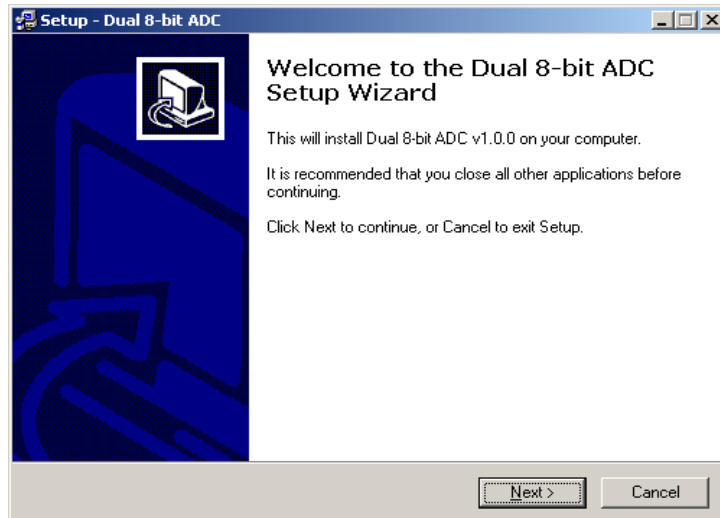 Setup - Dual 8-bit ADC
Welcome to the Dual 8-bit ADC
Setup Wizard
This will install Dual 8-bit ADC v1.0.0 on your computer.
It is recommended that you close all other applications before
continuing.
Click Next to continue, or Cancel to exit Setup.
Next >
Cancel